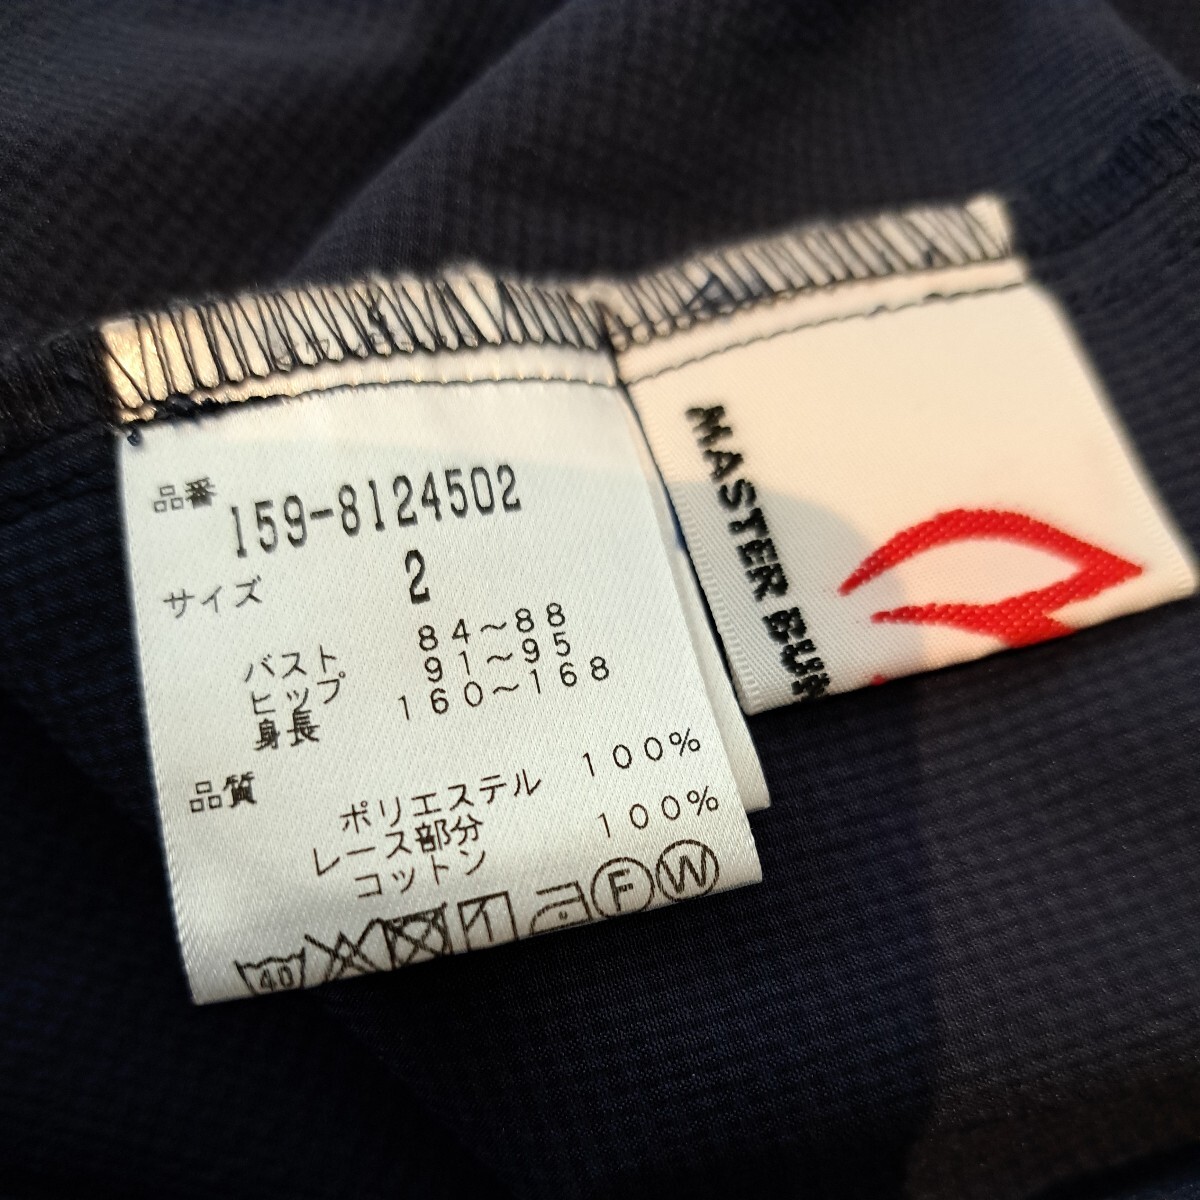 品番 159-8124502
サイズ 2
バスト 84～88
ヒップ 91～95
身長 160～168
品質
ポリエステル 100%
レース部分
コットン 100%
40 F W
MASTER BUN